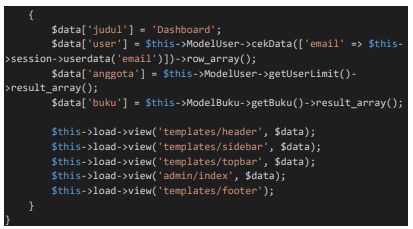 {
$data['judul'] = 'Dashboard';
$data['user'] = $this->ModelUser->cekData(['email' => $this-
>session->userdata('email')])->row_array();
$data['anggota'] = $this->ModelUser->getUserLimit()-
>result_array();
$data['buku'] = $this->ModelBuku->getBuku()->result_array();
$this->load->view('templates/header', $data);
$this->load->view('templates/sidebar', $data);
$this->load->view('templates/topbar', $data);
$this->load->view('admin/index', $data);
$this->load->view('templates/footer');
}
}